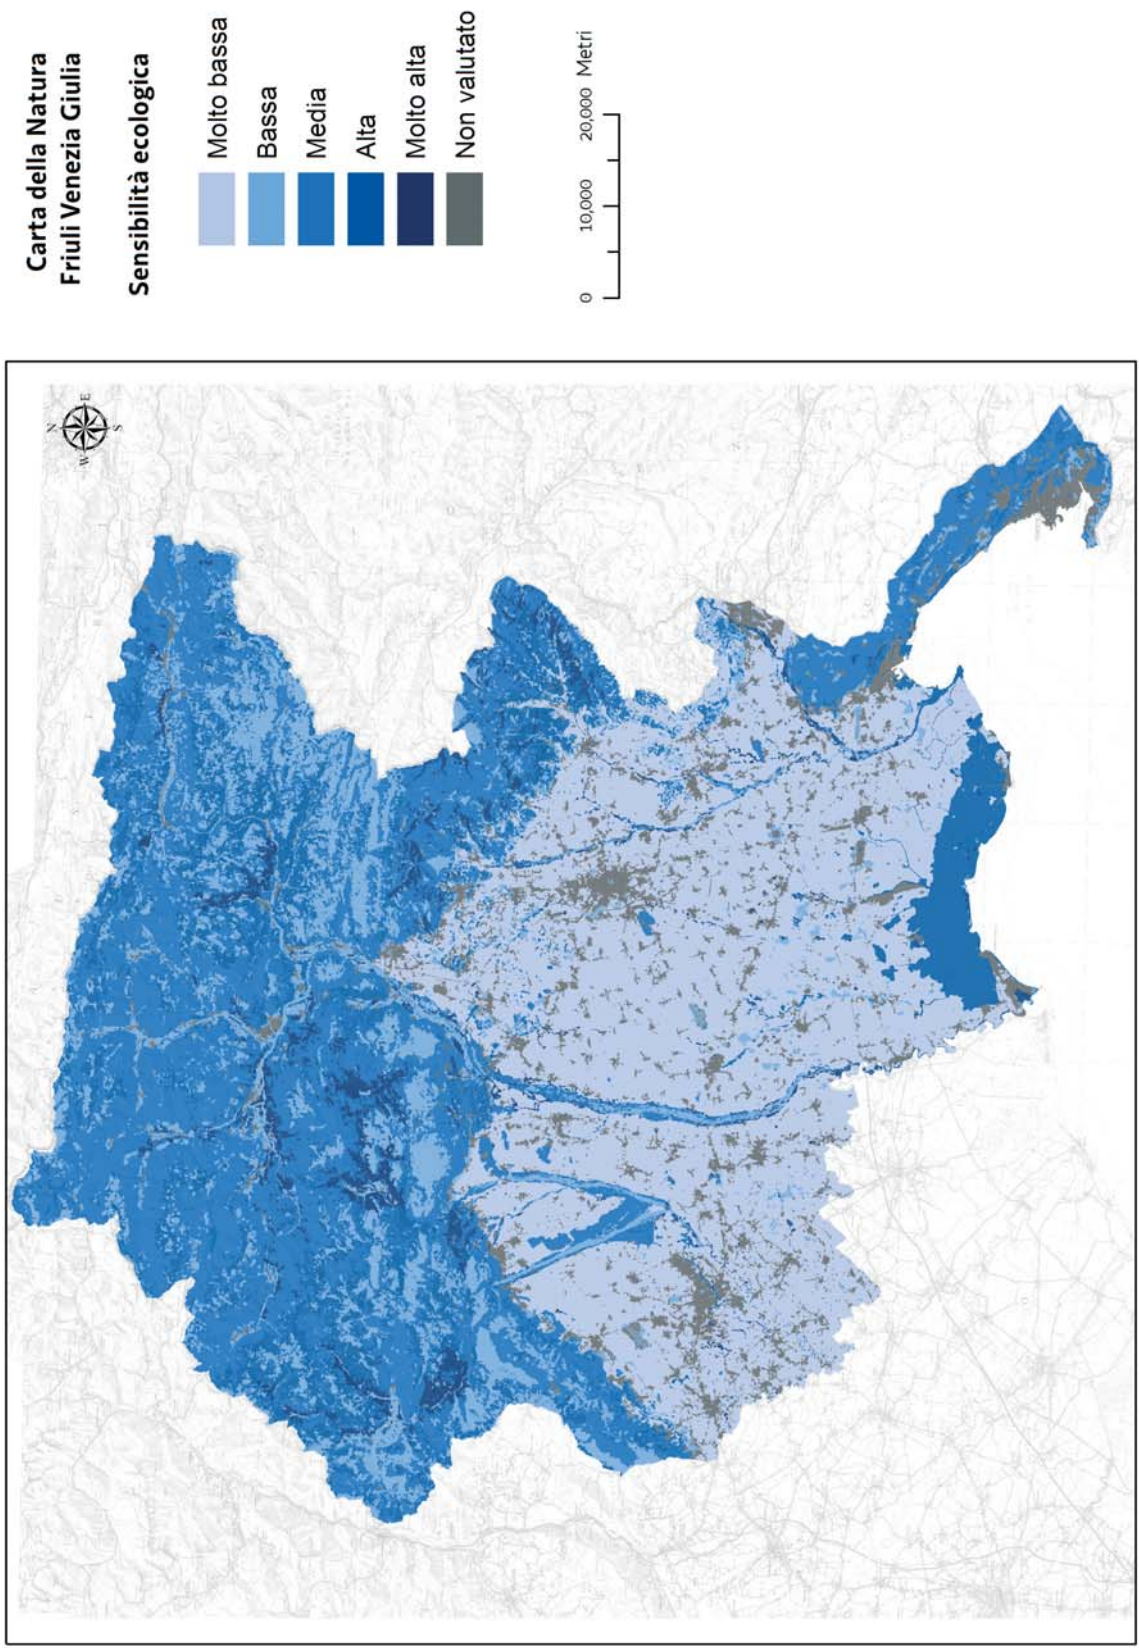 Carta della Natura
Friuli Venezia Giulia
Sensibilità ecologica
Molto bassa
Bassa
Media
Alta
Molto alta
Non valutato
0 10,000 20,000 Metri
N
W E
S